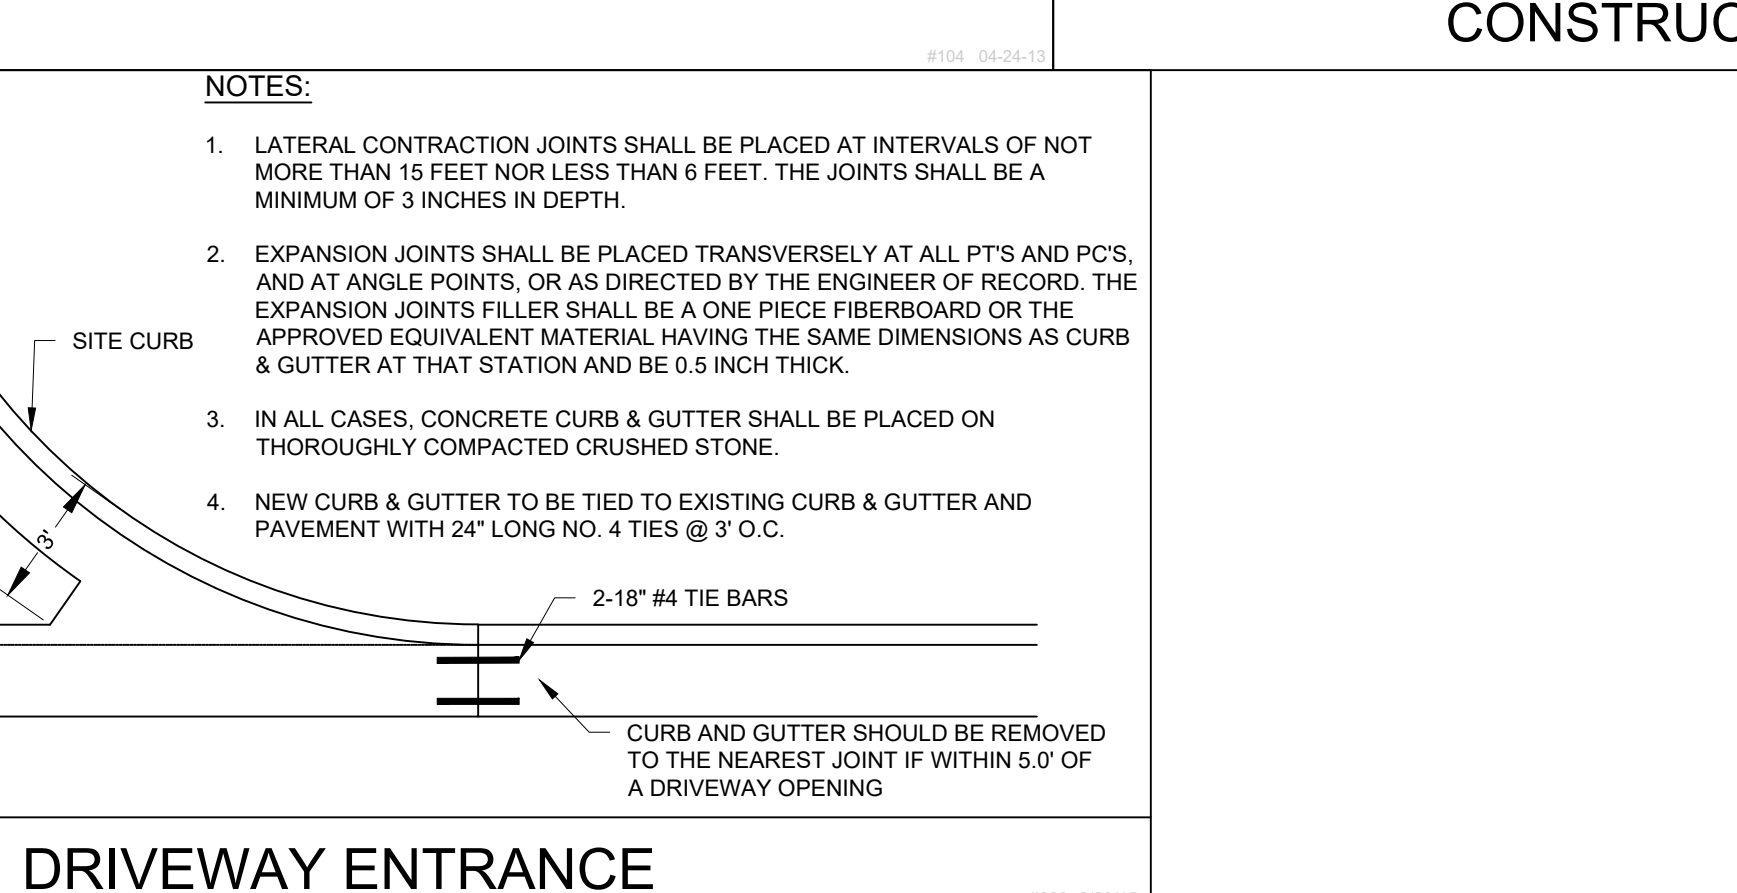 CONSTRUC
#104 04-24-13
NOTES:
1. LATERAL CONTRACTION JOINTS SHALL BE PLACED AT INTERVALS OF NOT
MORE THAN 15 FEET NOR LESS THAN 6 FEET. THE JOINTS SHALL BE A
MINIMUM OF 3 INCHES IN DEPTH.
2. EXPANSION JOINTS SHALL BE PLACED TRANSVERSELY AT ALL PT'S AND PC'S,
AND AT ANGLE POINTS, OR AS DIRECTED BY THE ENGINEER OF RECORD. THE
EXPANSION JOINTS FILLER SHALL BE A ONE PIECE FIBERBOARD OR THE
APPROVED EQUIVALENT MATERIAL HAVING THE SAME DIMENSIONS AS CURB
& GUTTER AT THAT STATION AND BE 0.5 INCH THICK.
SITE CURB
3. IN ALL CASES, CONCRETE CURB & GUTTER SHALL BE PLACED ON
THOROUGHLY COMPACTED CRUSHED STONE.
4. NEW CURB & GUTTER TO BE TIED TO EXISTING CURB & GUTTER AND
PAVEMENT WITH 24" LONG NO. 4 TIES @ 3' O.C.
3'
2-18" #4 TIE BARS
CURB AND GUTTER SHOULD BE REMOVED
TO THE NEAREST JOINT IF WITHIN 5.0' OF
A DRIVEWAY OPENING
DRIVEWAY ENTRANCE